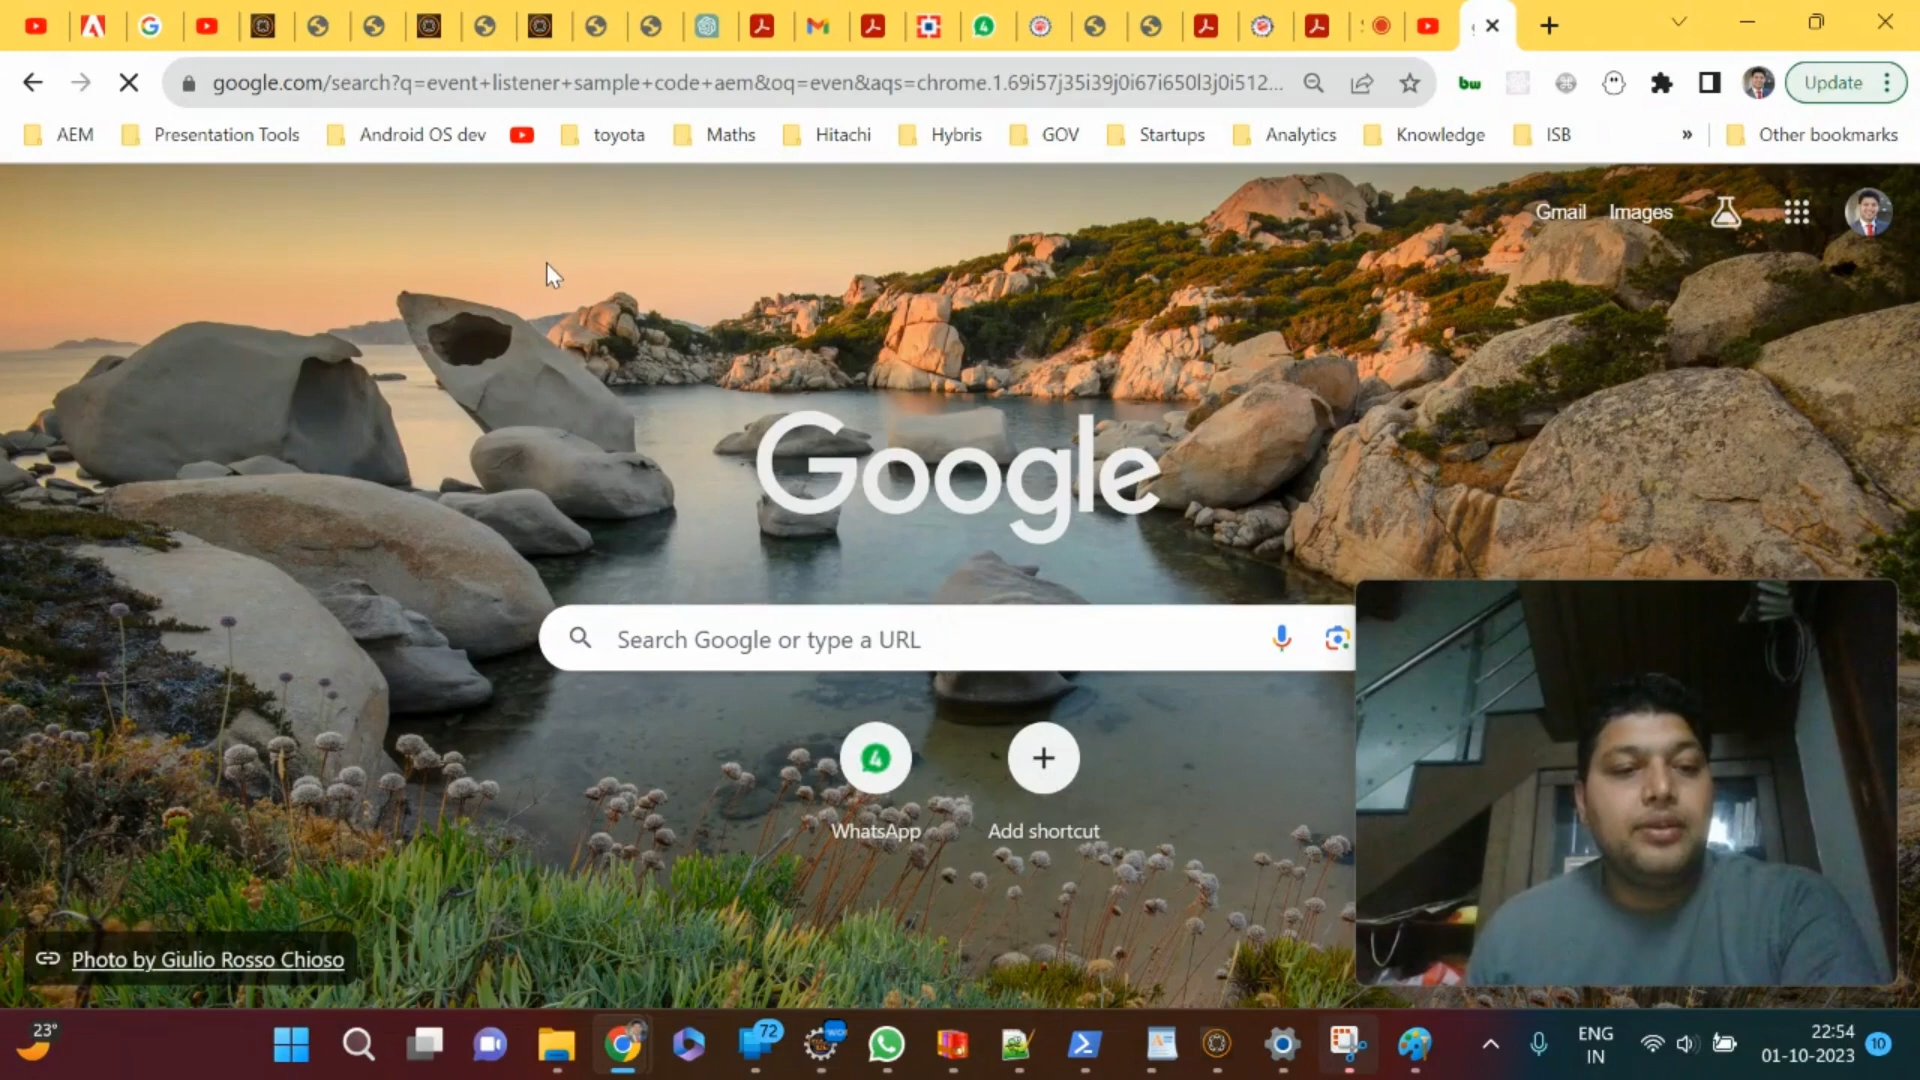 google.com/search?q=event+listener+sample+code+aem&oq=even&aqs=chrome.1.69i57j35i39j0i67i650l3j0i512...
bw
Update
AEM
Presentation Tools
Android OS dev
toyota
Maths
Hitachi
Hybris
GOV
Startups
Analytics
Knowledge
ISB
»
Other bookmarks
Gmail
Images
Google
Search Google or type a URL
4
WhatsApp
Add shortcut
Photo by Giulio Rosso Chioso
23°
72
ENG
IN
22:54
01-10-2023
10